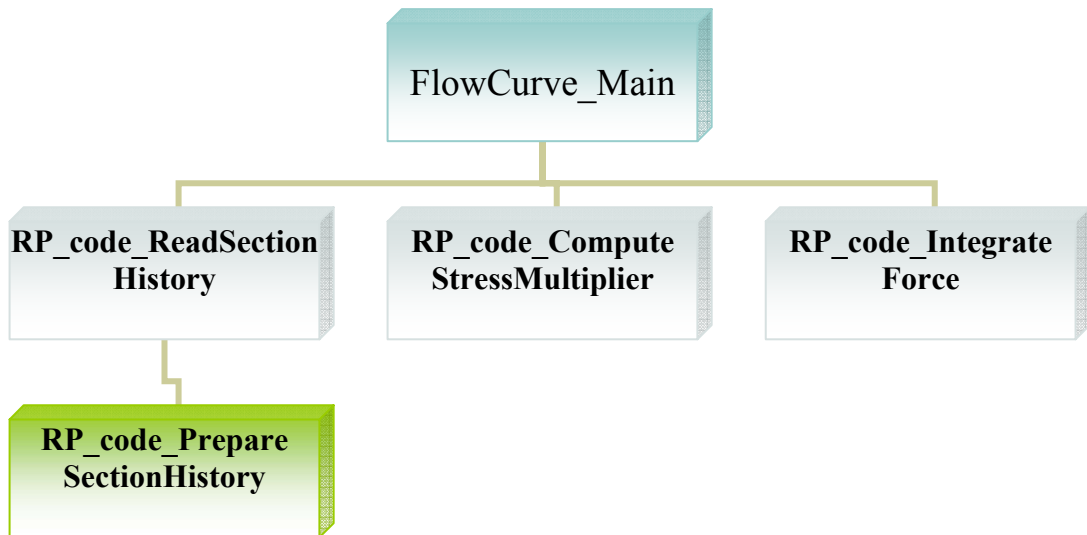 FlowCurve_Main
RP_code_ReadSection
History
RP_code_Compute
StressMultiplier
RP_code_Integrate
Force
RP_code_Prepare
SectionHistory